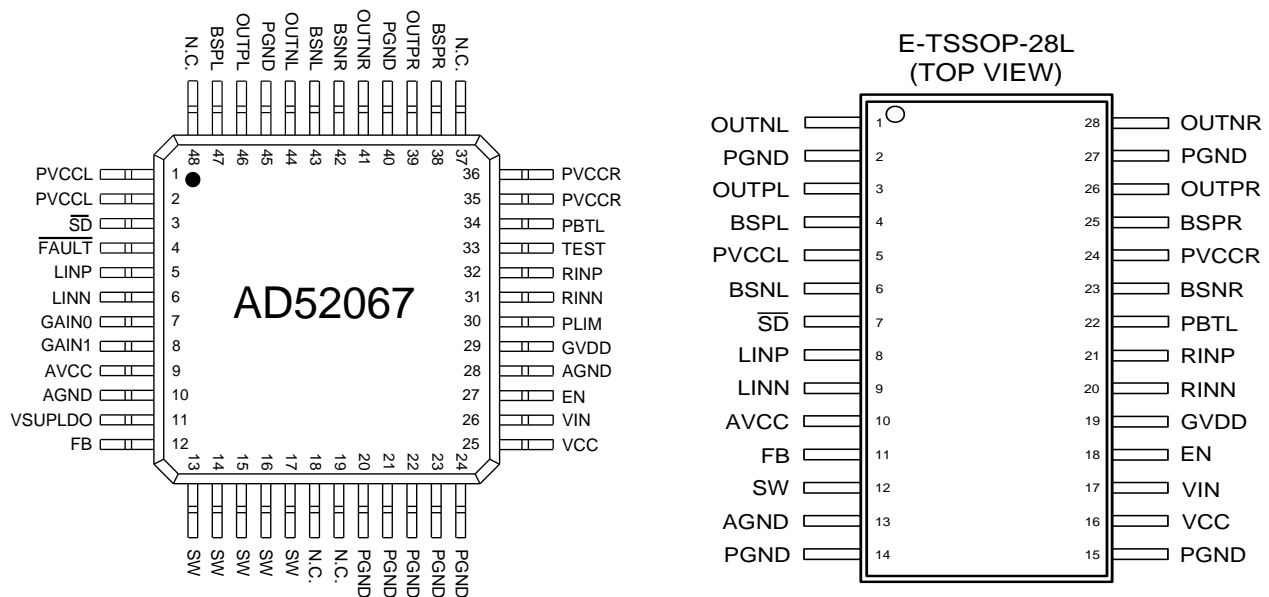 N.C.
BSPL
OUTPL
PGND
OUTNL
BSNL
BSNR
OUTNR
PGND
OUTPR
BSPR
N.C.
48
47
46
45
44
43
42
41
40
39
38
37
PVCCL 1
PVCCL 2
SD 3
FAULT 4
LINP 5
LINN 6
GAIN0 7
GAIN1 8
AVCC 9
AGND 10
VSUPLDO 11
FB 12
AD52067
36 PVCCR
35 PVCCR
34 PBTL
33 TEST
32 RINP
31 RINN
30 PLIM
29 GVDD
28 AGND
27 EN
26 VIN
25 VCC
13
14
15
16
17
18
19
20
21
22
23
24
SW
SW
SW
SW
SW
N.C.
N.C.
PGND
PGND
PGND
PGND
PGND
E-TSSOP-28L
(TOP VIEW)
OUTNL 1 28 OUTNR
PGND 2 27 PGND
OUTPL 3 26 OUTPR
BSPL 4 25 BSPR
PVCCL 5 24 PVCCR
BSNL 6 23 BSNR
SD 7 22 PBTL
LINP 8 21 RINP
LINN 9 20 RINN
AVCC 10 19 GVDD
FB 11 18 EN
SW 12 17 VIN
AGND 13 16 VCC
PGND 14 15 PGND